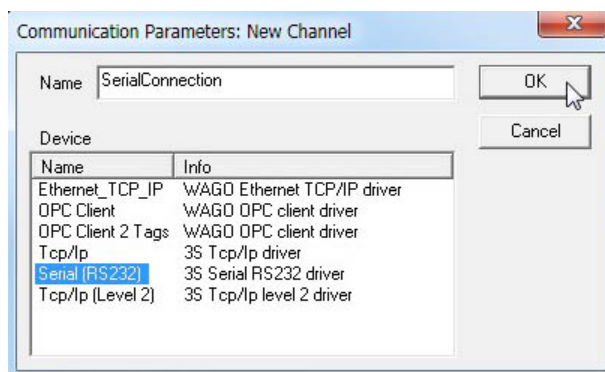 Communication Parameters: New Channel
Name SerialConnection OK
Cancel
Device
Name Info
Ethernet_TCP_IP WAGO Ethernet TCP/IP driver
OPC Client WAGO OPC client driver
OPC Client 2 Tags WAGO OPC client driver
Tcp/Ip 3S Tcp/Ip driver
Serial (RS232) 3S Serial RS232 driver
Tcp/Ip (Level 2) 3S Tcp/Ip level 2 driver